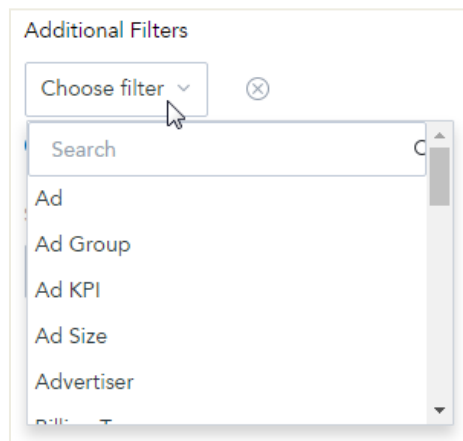 Additional Filters
Choose filter
Search
Ad
Ad Group
Ad KPI
Ad Size
Advertiser